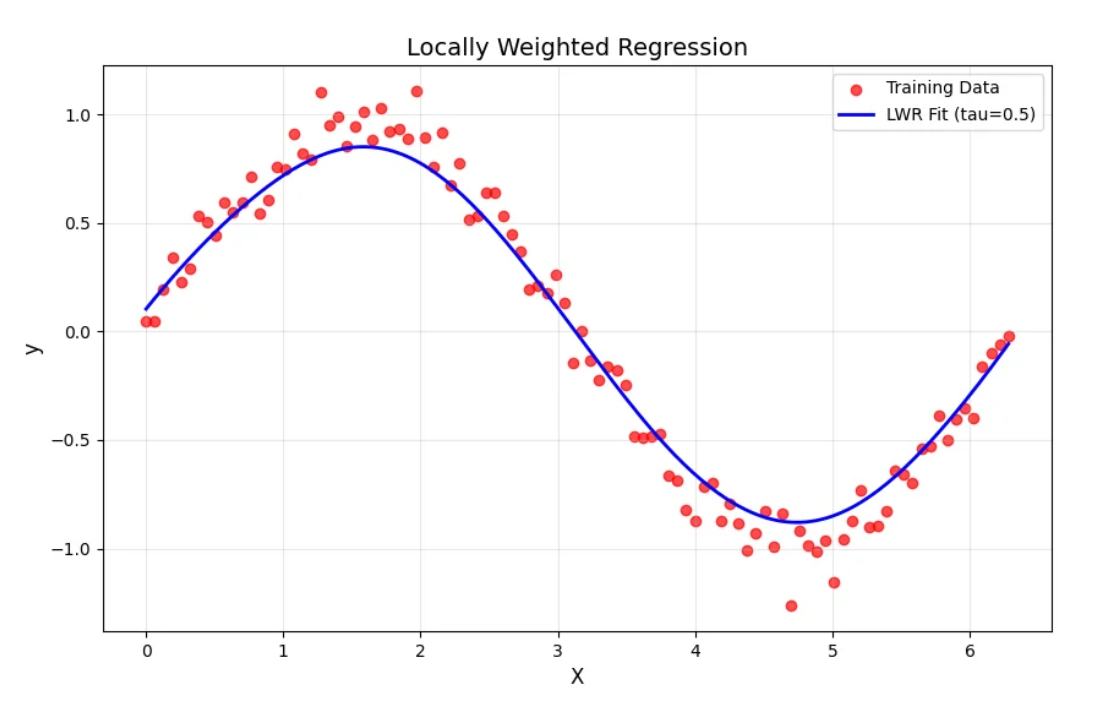 Locally Weighted Regression
Training Data
LWR Fit (tau=0.5)
1.0
0.5
0.0
−0.5
−1.0
y
0 1 2 3 4 5 6
X